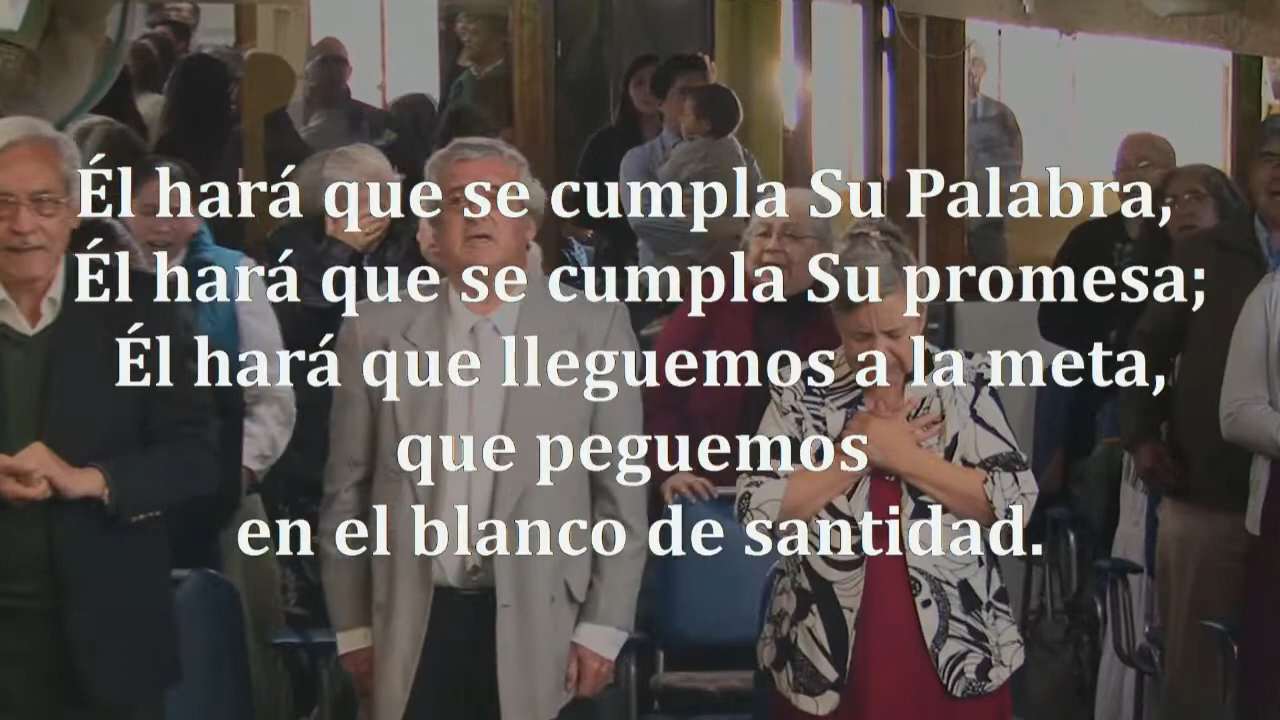 Él hará que se cumpla Su Palabra,
Él hará que se cumpla Su promesa;
Él hará que lleguemos a la meta,
que peguemos
en el blanco de santidad.